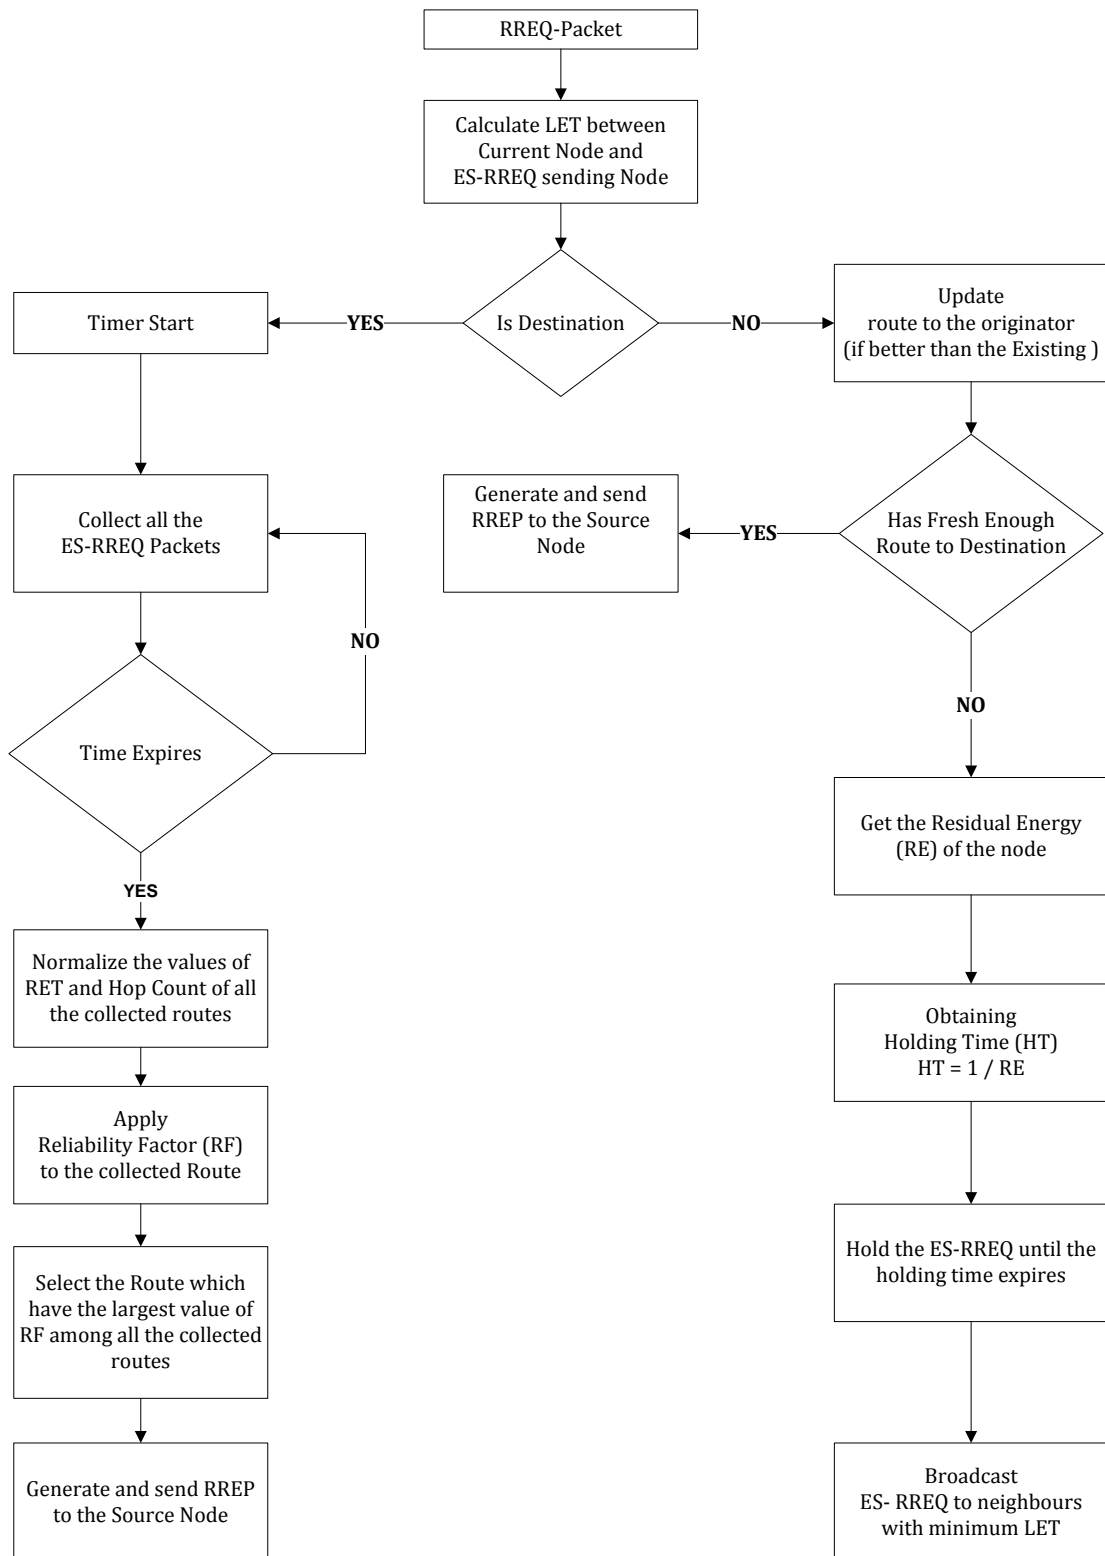 RREQ-Packet
Calculate LET between
Current Node and
ES-RREQ sending Node
Is Destination
YES
NO
Timer Start
Update
route to the originator
(if better than the Existing )
Collect all the
ES-RREQ Packets
Generate and send
RREP to the Source
Node
YES
Has Fresh Enough
Route to Destination
NO
NO
Time Expires
YES
Get the Residual Energy
(RE) of the node
Normalize the values of
RET and Hop Count of all
the collected routes
Obtaining
Holding Time (HT)
HT = 1 / RE
Apply
Reliability Factor (RF)
to the collected Route
Hold the ES-RREQ until the
holding time expires
Select the Route which
have the largest value of
RF among all the collected
routes
Generate and send RREP
to the Source Node
Broadcast
ES- RREQ to neighbours
with minimum LET